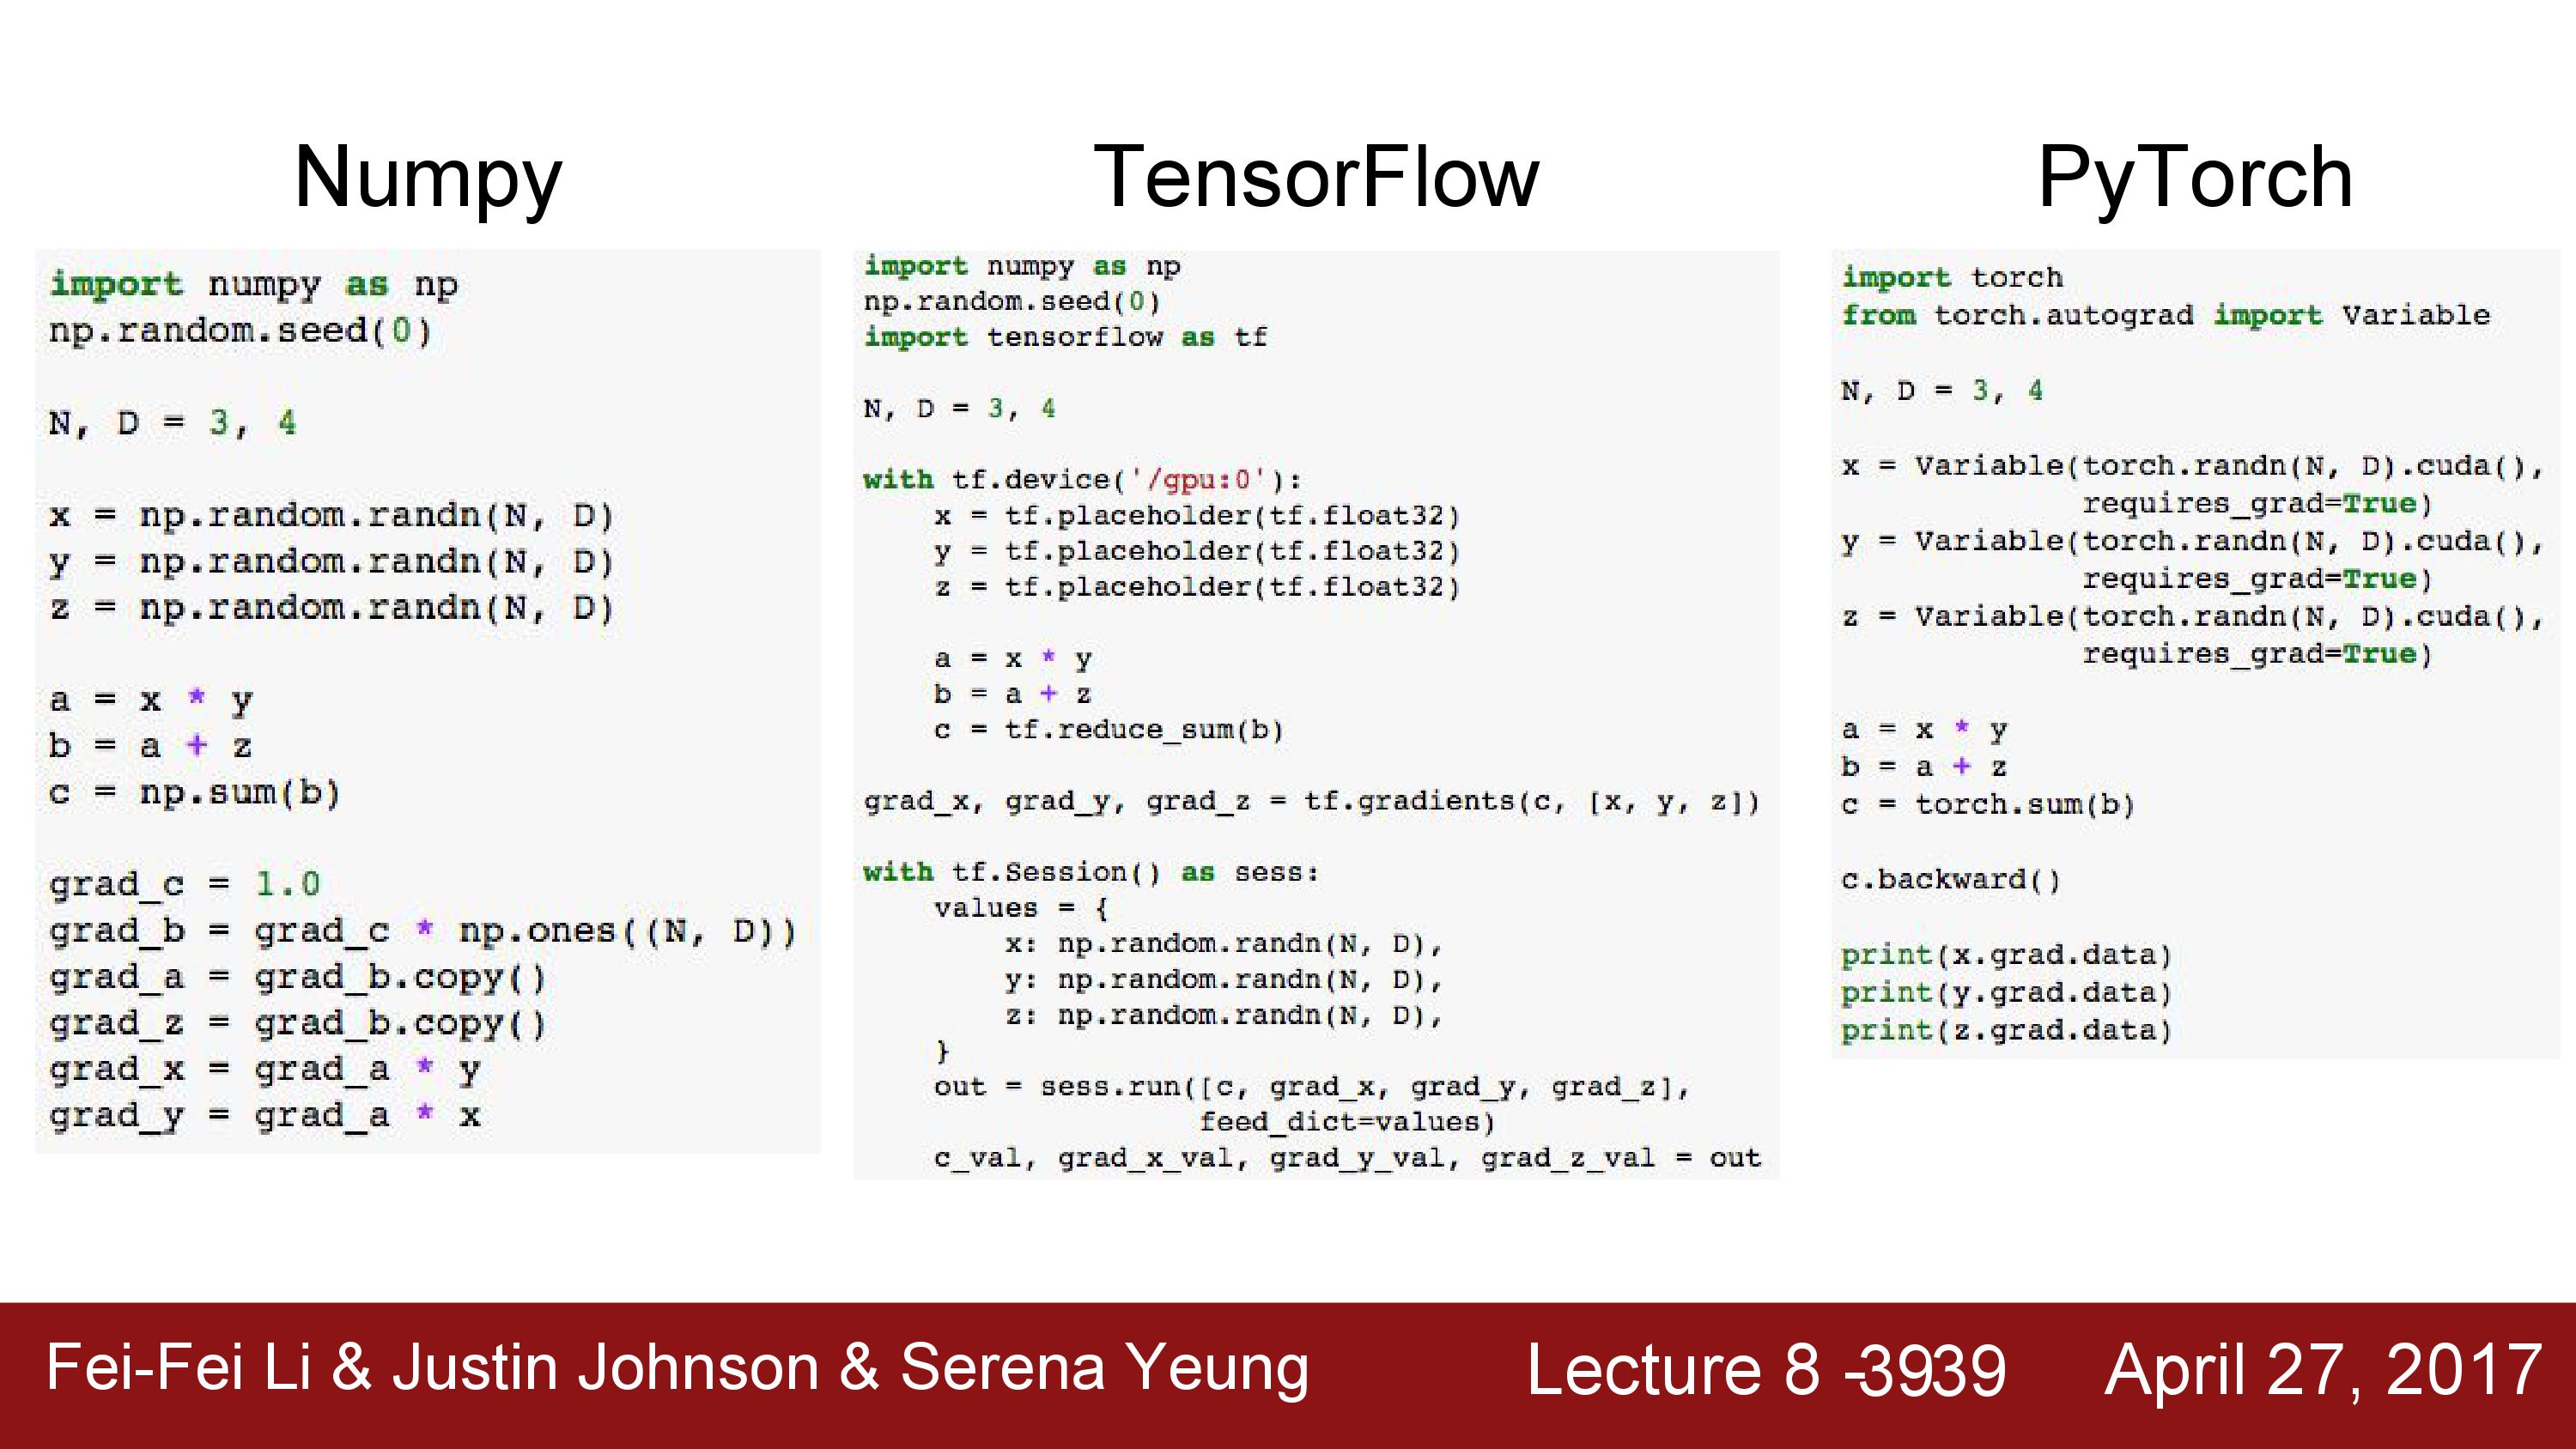 Numpy
import numpy as np
np.random.seed(0)
N, D = 3, 4
x = np.random.randn(N, D)
y = np.random.randn(N, D)
z = np.random.randn(N, D)
a = x * y
b = a + z
c = np.sum(b)
grad_c = 1.0
grad_b = grad_c * np.ones((N, D))
grad_a = grad_b.copy()
grad_z = grad_b.copy()
grad_x = grad_a * y
grad_y = grad_a * x
TensorFlow
import numpy as np
np.random.seed(0)
import tensorflow as tf
N, D = 3, 4
with tf.device('/gpu:0'):
    x = tf.placeholder(tf.float32)
    y = tf.placeholder(tf.float32)
    z = tf.placeholder(tf.float32)
    a = x * y
    b = a + z
    c = tf.reduce_sum(b)
grad_x, grad_y, grad_z = tf.gradients(c, [x, y, z])
with tf.Session() as sess:
    values = {
        x: np.random.randn(N, D),
        y: np.random.randn(N, D),
        z: np.random.randn(N, D),
    }
    out = sess.run([c, grad_x, grad_y, grad_z],
                   feed_dict=values)
    c_val, grad_x_val, grad_y_val, grad_z_val = out
PyTorch
import torch
from torch.autograd import Variable
N, D = 3, 4
x = Variable(torch.randn(N, D).cuda(),
             requires_grad=True)
y = Variable(torch.randn(N, D).cuda(),
             requires_grad=True)
z = Variable(torch.randn(N, D).cuda(),
             requires_grad=True)
a = x * y
b = a + z
c = torch.sum(b)
c.backward()
print(x.grad.data)
print(y.grad.data)
print(z.grad.data)
Fei-Fei Li & Justin Johnson & Serena Yeung Lecture 8 -3939 April 27, 2017